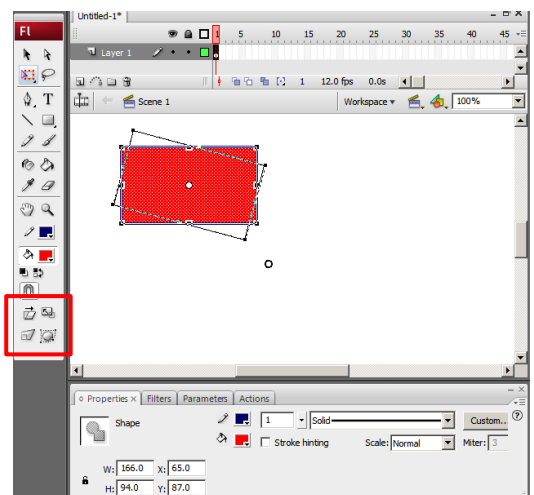 Untitled-1*
Fl
1 5 10 15 20 25 30 35 40 45
Layer 1
1 12.0 fps 0.0s
Scene 1 Workspace 100%
T
Properties × Filters Parameters Actions
Shape 1 Solid Custom...
Stroke hinting Scale: Normal Miter: 3
W: 166.0 X: 65.0
H: 94.0 Y: 87.0